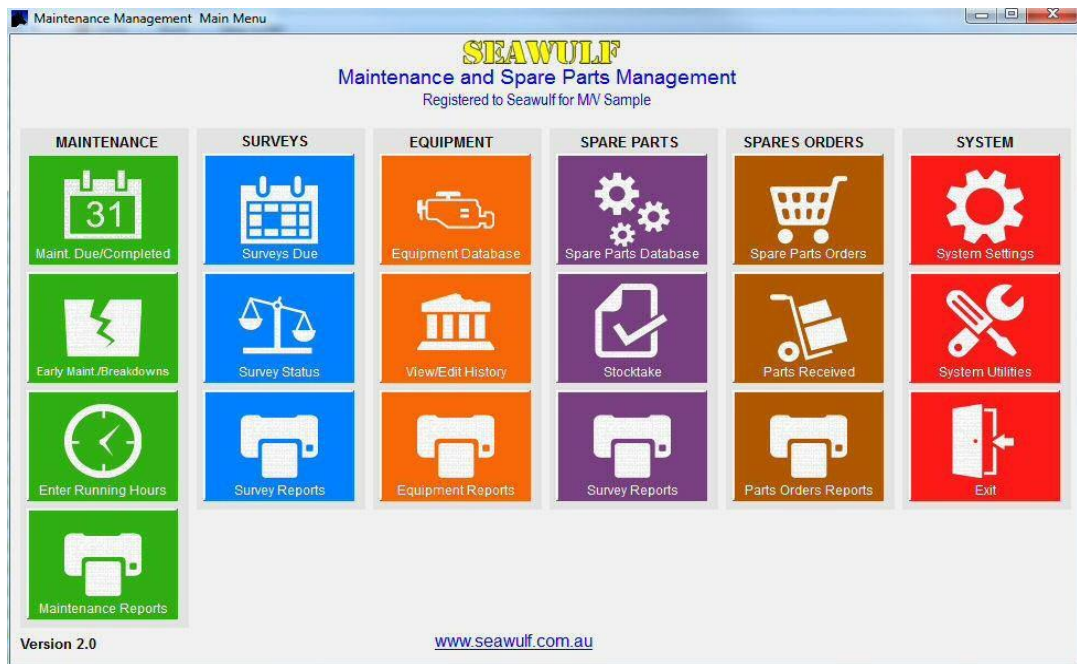 Maintenance Management Main Menu
SEAWULF
Maintenance and Spare Parts Management
Registered to Seawulf for M/V Sample
MAINTENANCE
31
Maint. Due/Completed
Early Maint./Breakdowns
Enter Running Hours
Maintenance Reports
SURVEYS
Surveys Due
Survey Status
Survey Reports
EQUIPMENT
Equipment Database
View/Edit History
Equipment Reports
SPARE PARTS
Spare Parts Database
Stocktake
Survey Reports
SPARES ORDERS
Spare Parts Orders
Parts Received
Parts Orders Reports
SYSTEM
System Settings
System Utilities
Exit
Version 2.0
www.seawulf.com.au